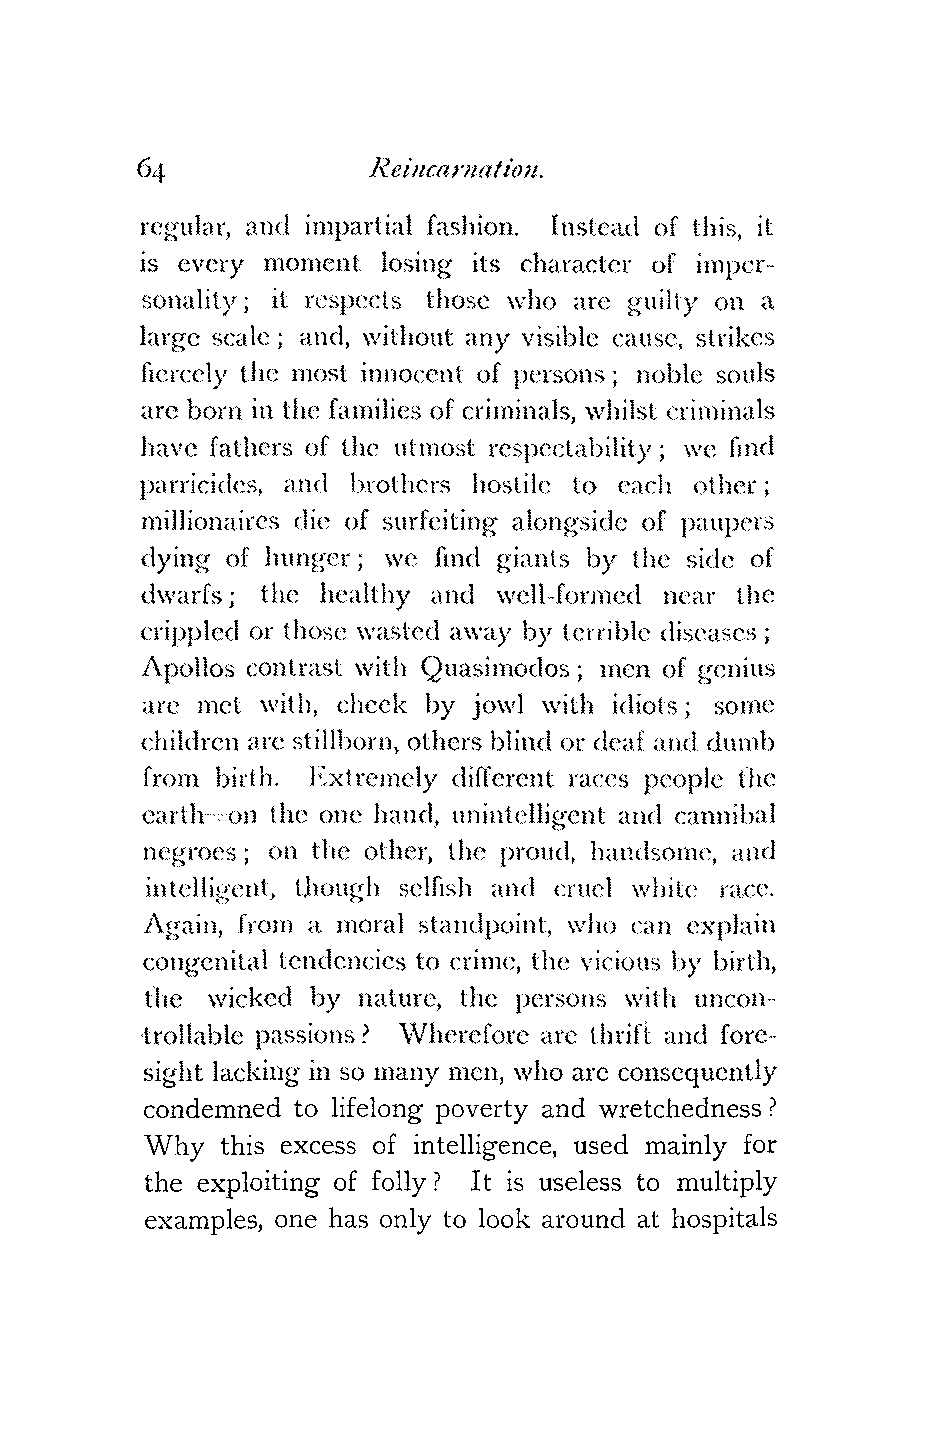 64 Reincarnation.
regular, and impartial fashion. Instead of this, it
is every moment losing its character of imper-
sonality; it respects those who are guilty on a
large scale; and, without any visible cause, strikes
fiercely the most innocent of persons; noble souls
are born in the families of criminals, whilst criminals
have fathers of the utmost respectability; we find
parricides, and brothers hostile to each other;
millionaires die of surfeiting alongside of paupers
dying of hunger; we find giants by the side of
dwarfs; the healthy and well-formed near the
crippled or those wasted away by terrible diseases;
Apollos contrast with Quasimodos; men of genius
are met with, cheek by jowl with idiots; some
children are stillborn, others blind or deaf and dumb
from birth. Extremely different races people the
earth—on the one hand, unintelligent and cannibal
negroes; on the other, the proud, handsome, and
intelligent, though selfish and cruel white race.
Again, from a moral standpoint, who can explain
congenital tendencies to crime, the vicious by birth,
the wicked by nature, the persons with uncon-
trollable passions? Wherefore are thrift and fore-
sight lacking in so many men, who are consequently
condemned to lifelong poverty and wretchedness?
Why this excess of intelligence, used mainly for
the exploiting of folly? It is useless to multiply
examples, one has only to look around at hospitals